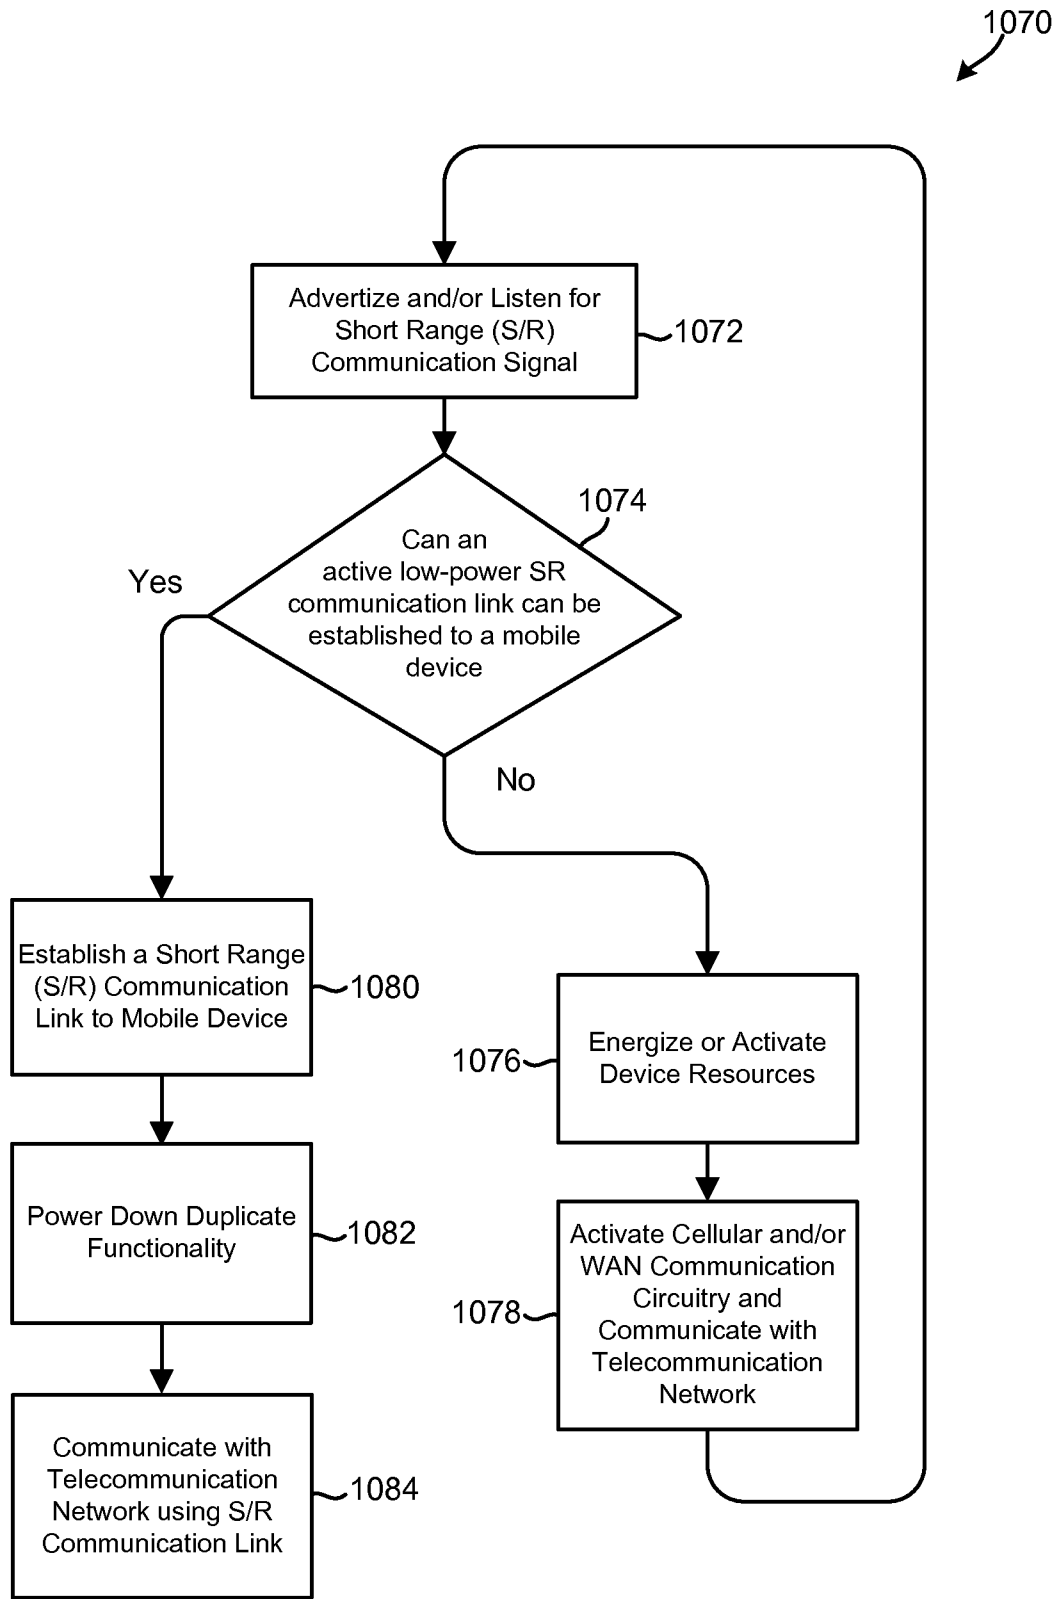 1070
Advertize and/or Listen for
Short Range (S/R)
Communication Signal
1072
1074
Can an
active low-power SR
communication link can be
established to a mobile
device
Yes
No
Establish a Short Range
(S/R) Communication
Link to Mobile Device
1080
Energize or Activate
Device Resources
1076
Power Down Duplicate
Functionality
1082
Activate Cellular and/or
WAN Communication
Circuitry and
Communicate with
Telecommunication
Network
1078
Communicate with
Telecommunication
Network using S/R
Communication Link
1084